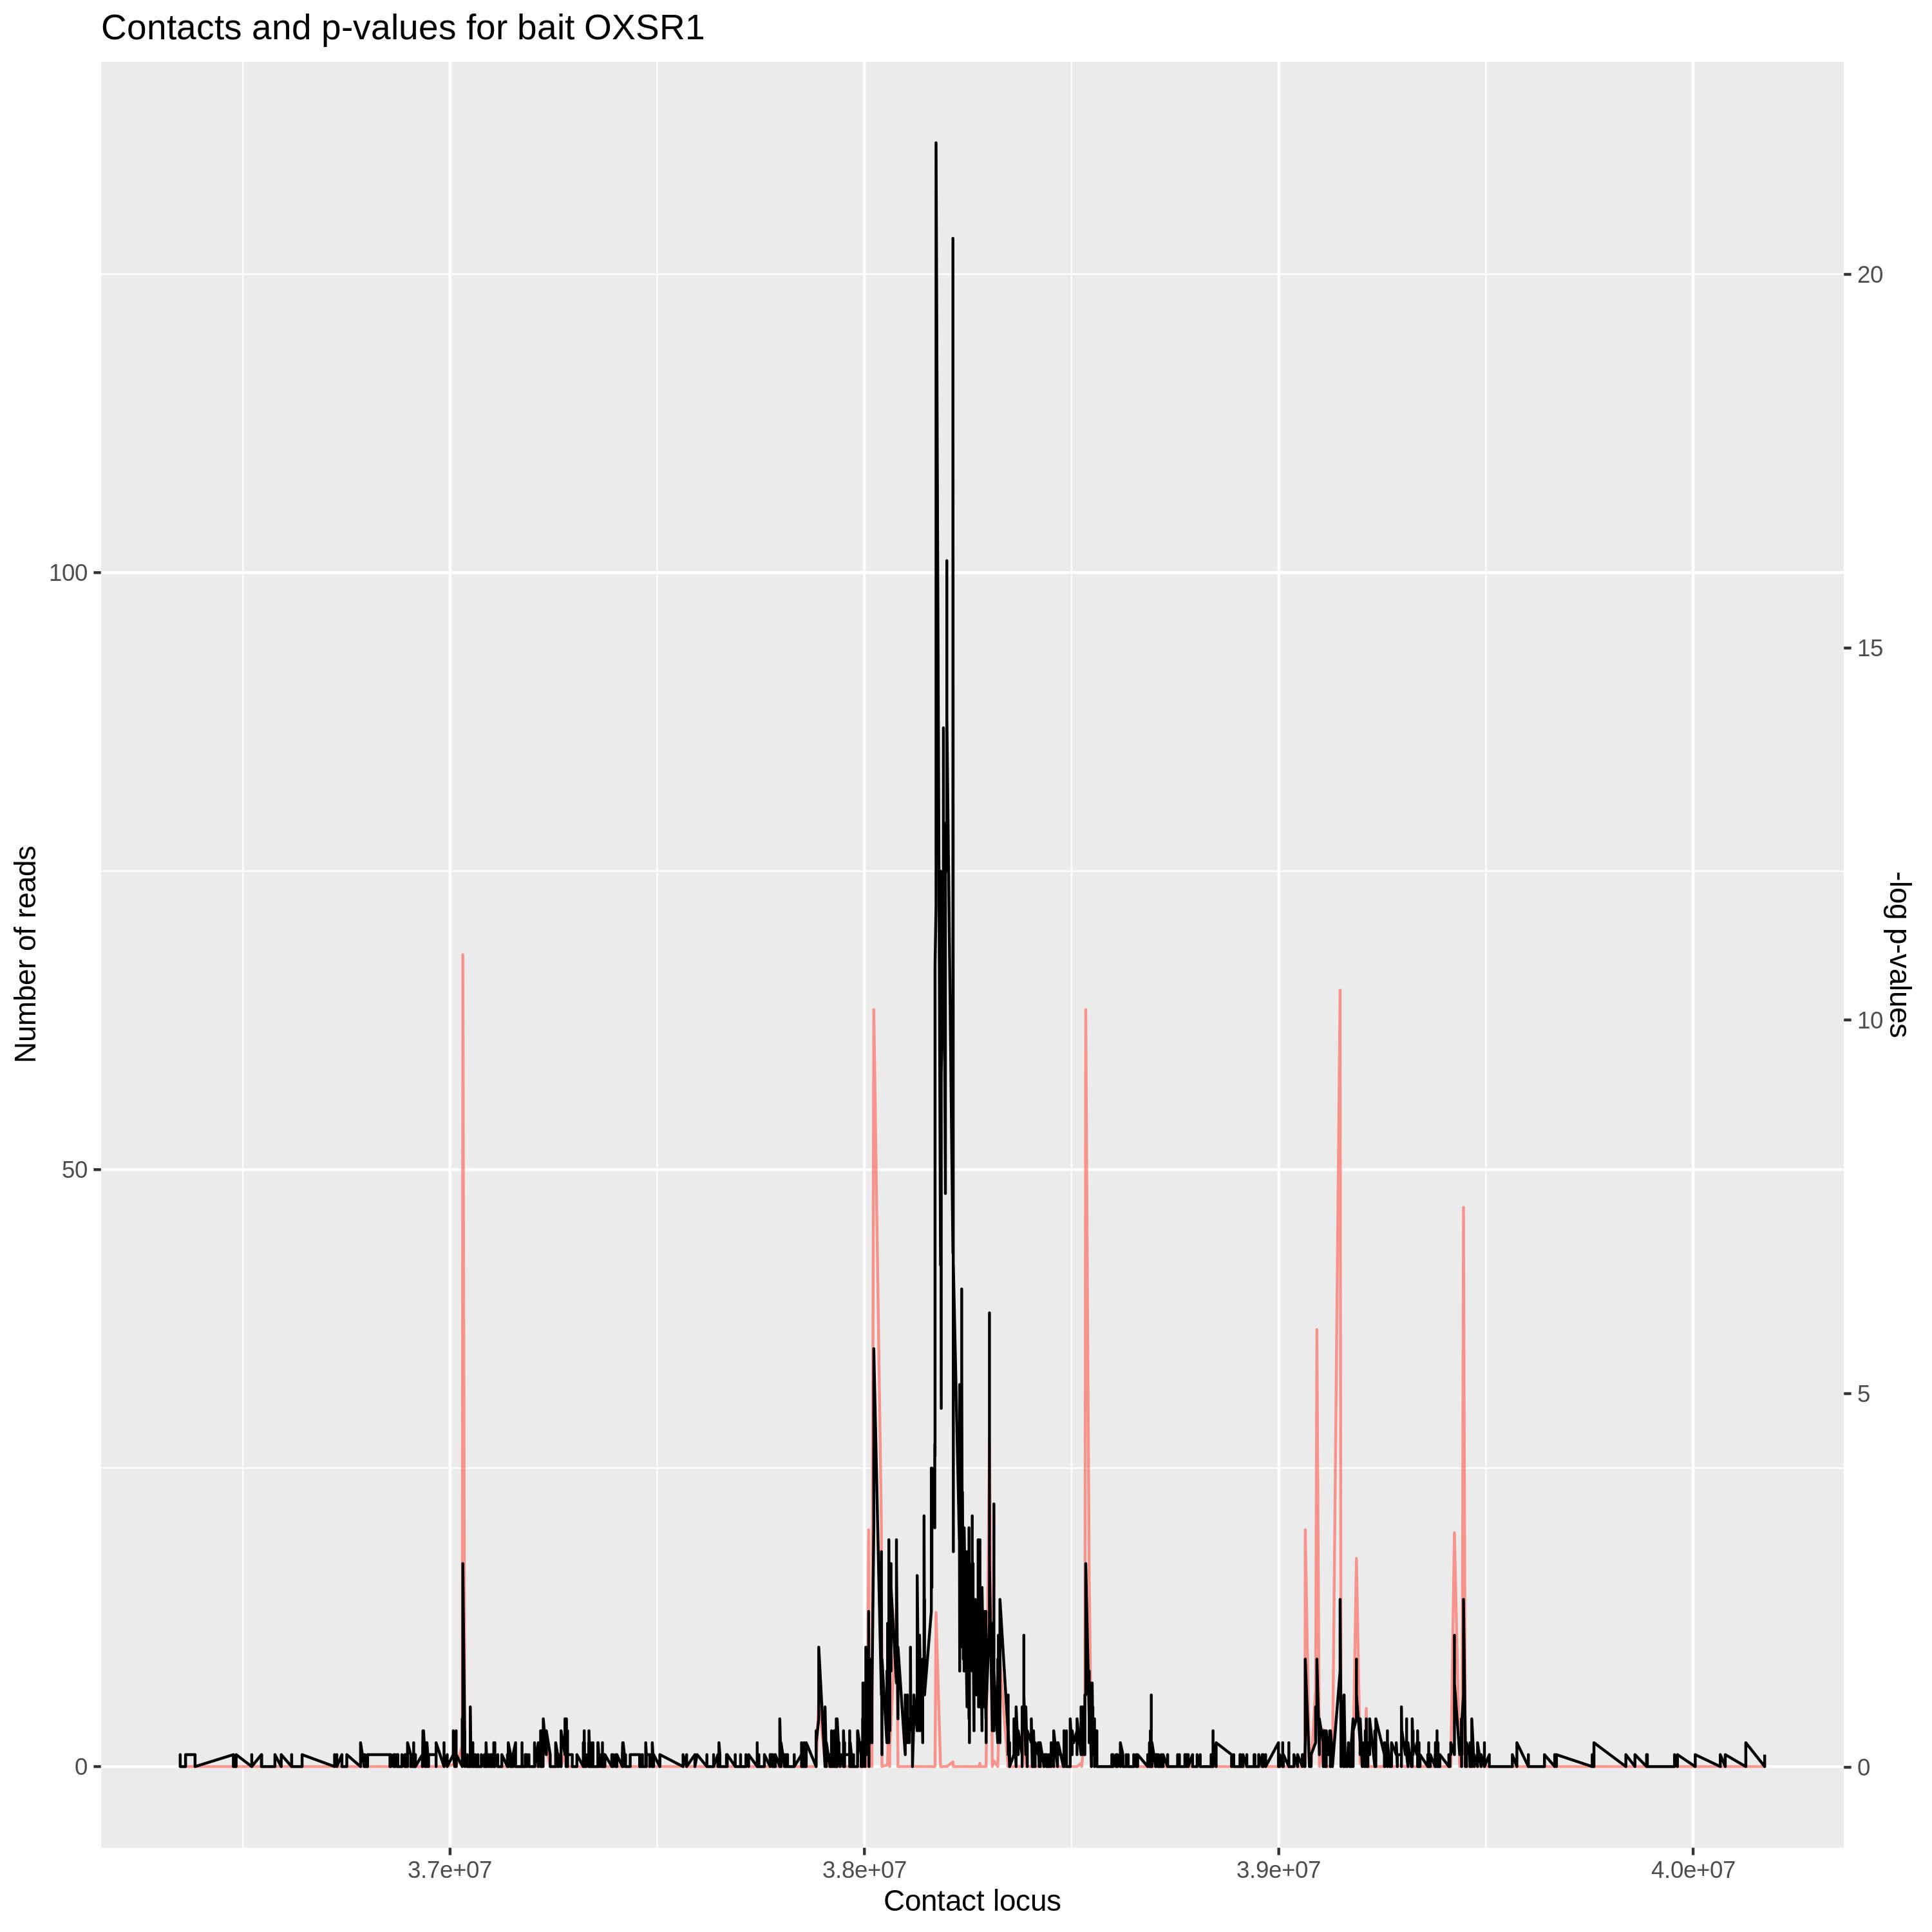 Contacts and p-values for bait OXSR1
Number of reads
100
50
0
20
15
10
5
0
-log p-values
3.7e+07
3.8e+07
3.9e+07
4.0e+07
Contact locus